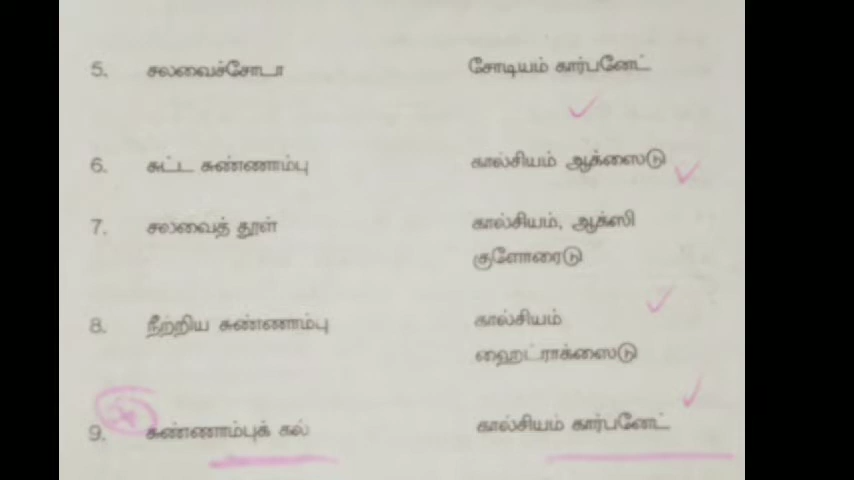 5. சலவைச்சோடா சோடியம் கார்பனேட்
6. சுட்ட சுண்ணாம்பு கால்சியம் ஆக்ஸைடு
7. சலவைத் தூள் கால்சியம், ஆக்ஸி
குளோரைடு
8. நீற்றிய சுண்ணாம்பு கால்சியம்
ஹைட்ராக்ஸைடு
9. சுண்ணாம்புக் கல் கால்சியம் கார்பனேட்